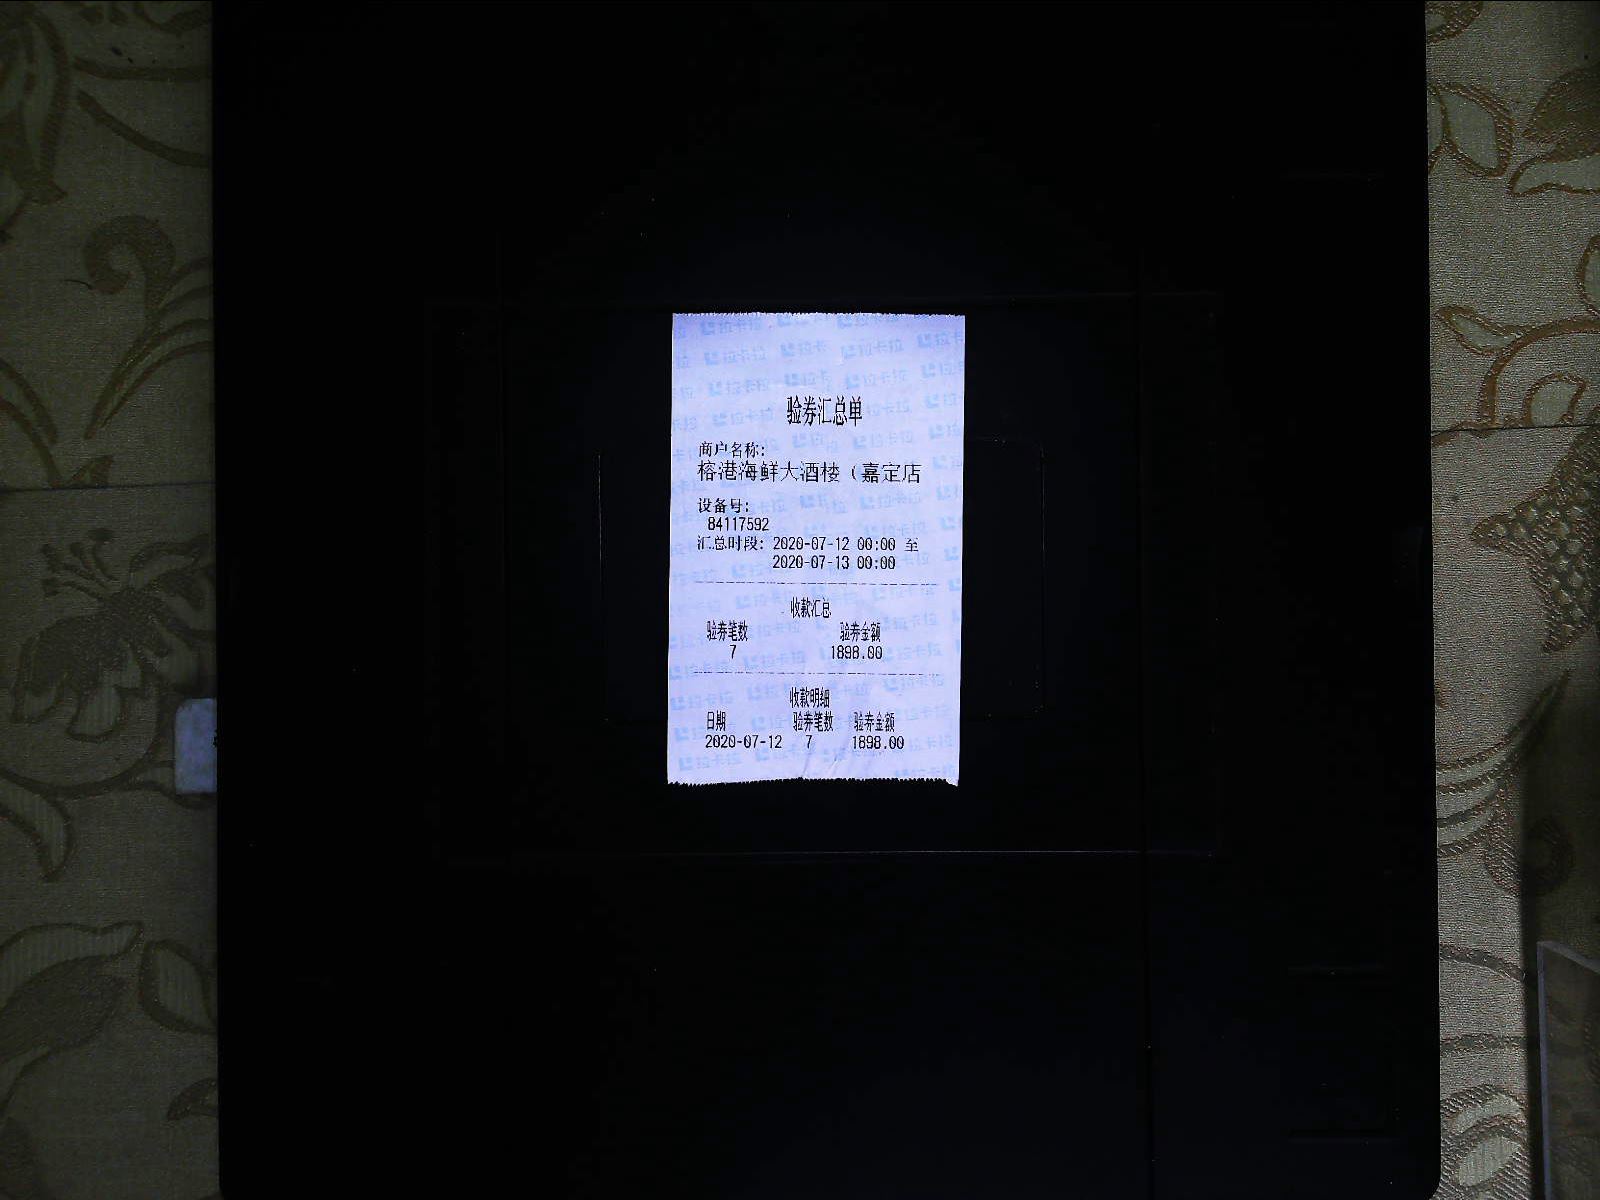 验券汇总单
商户名称:
榕港海鲜大酒楼（嘉定店
设备号:
84117592
汇总时段: 2020-07-12 00:00 至
2020-07-13 00:00
收款汇总
验券笔数 验券金额
7 1898.00
收款明细
日期 验券笔数 验券金额
2020-07-12 7 1898.00